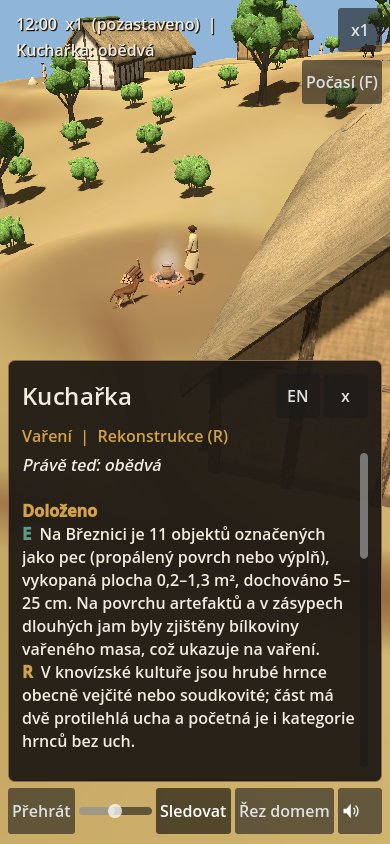 12:00 x1 (pozastaveno) |
Kuchařka: obědvá
x1
Počasí (F)
Kuchařka
EN
x
Vaření | Rekonstrukce (R)
Právě teď: obědvá
Doloženo
E Na Březnici je 11 objektů označených
jako pec (propálený povrch nebo výplň),
vykopaná plocha 0,2–1,3 m², dochováno 5–
25 cm. Na povrchu artefaktů a v zásypech
dlouhých jam byly zjištěny bílkoviny
vařeného masa, což ukazuje na vaření.
R V knovízské kultuře jsou hrubé hrnce
obecně vejčité nebo soudkovité; část má
dvě protilehlá ucha a početná je i kategorie
hrnců bez uch.
Přehrát
Sledovat
Řez domem